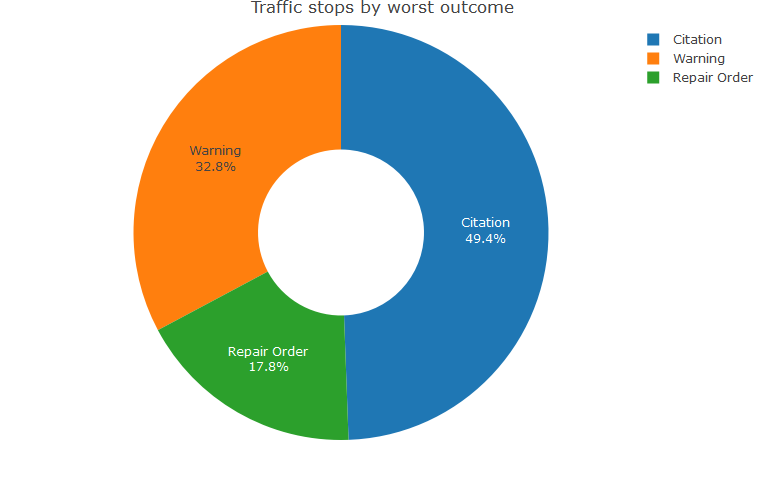 Traffic stops by worst outcome
Citation
Warning
Repair Order
Warning
32.8%
Citation
49.4%
Repair Order
17.8%